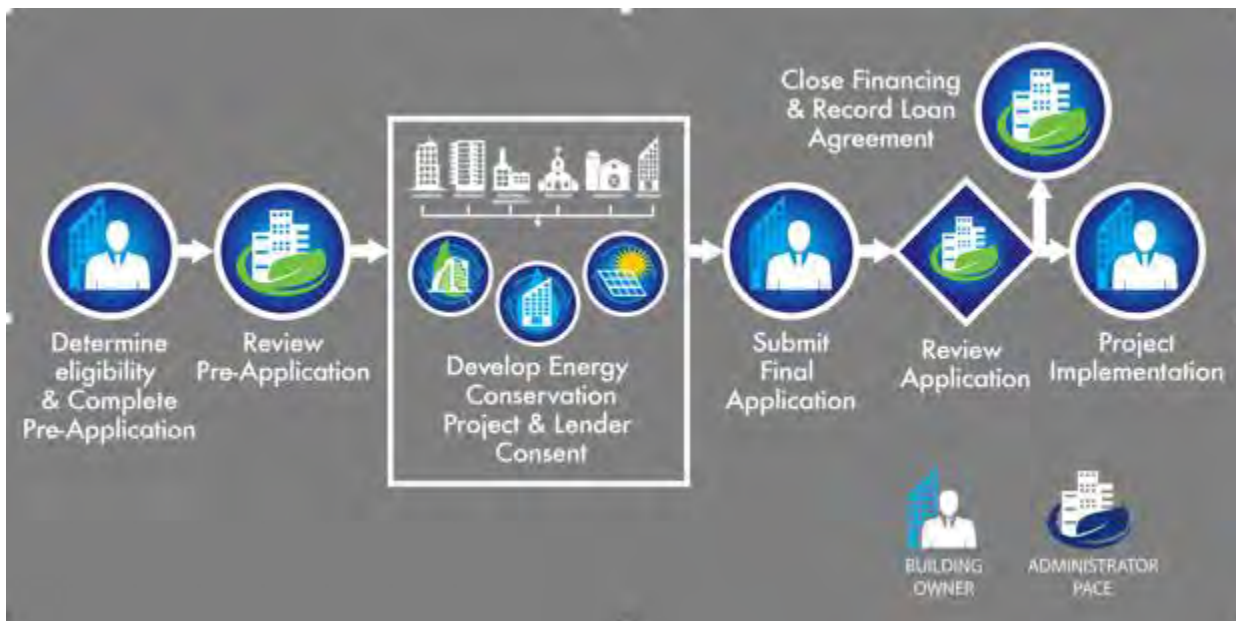 Determine
eligibility
& Complete
Pre-Application
Review
Pre-Application
Develop Energy
Conservation
Project & Lender
Consent
Submit
Final
Application
Review
Application
Close Financing
& Record Loan
Agreement
Project
Implementation
BUILDING
OWNER
ADMINISTRATOR
PACE